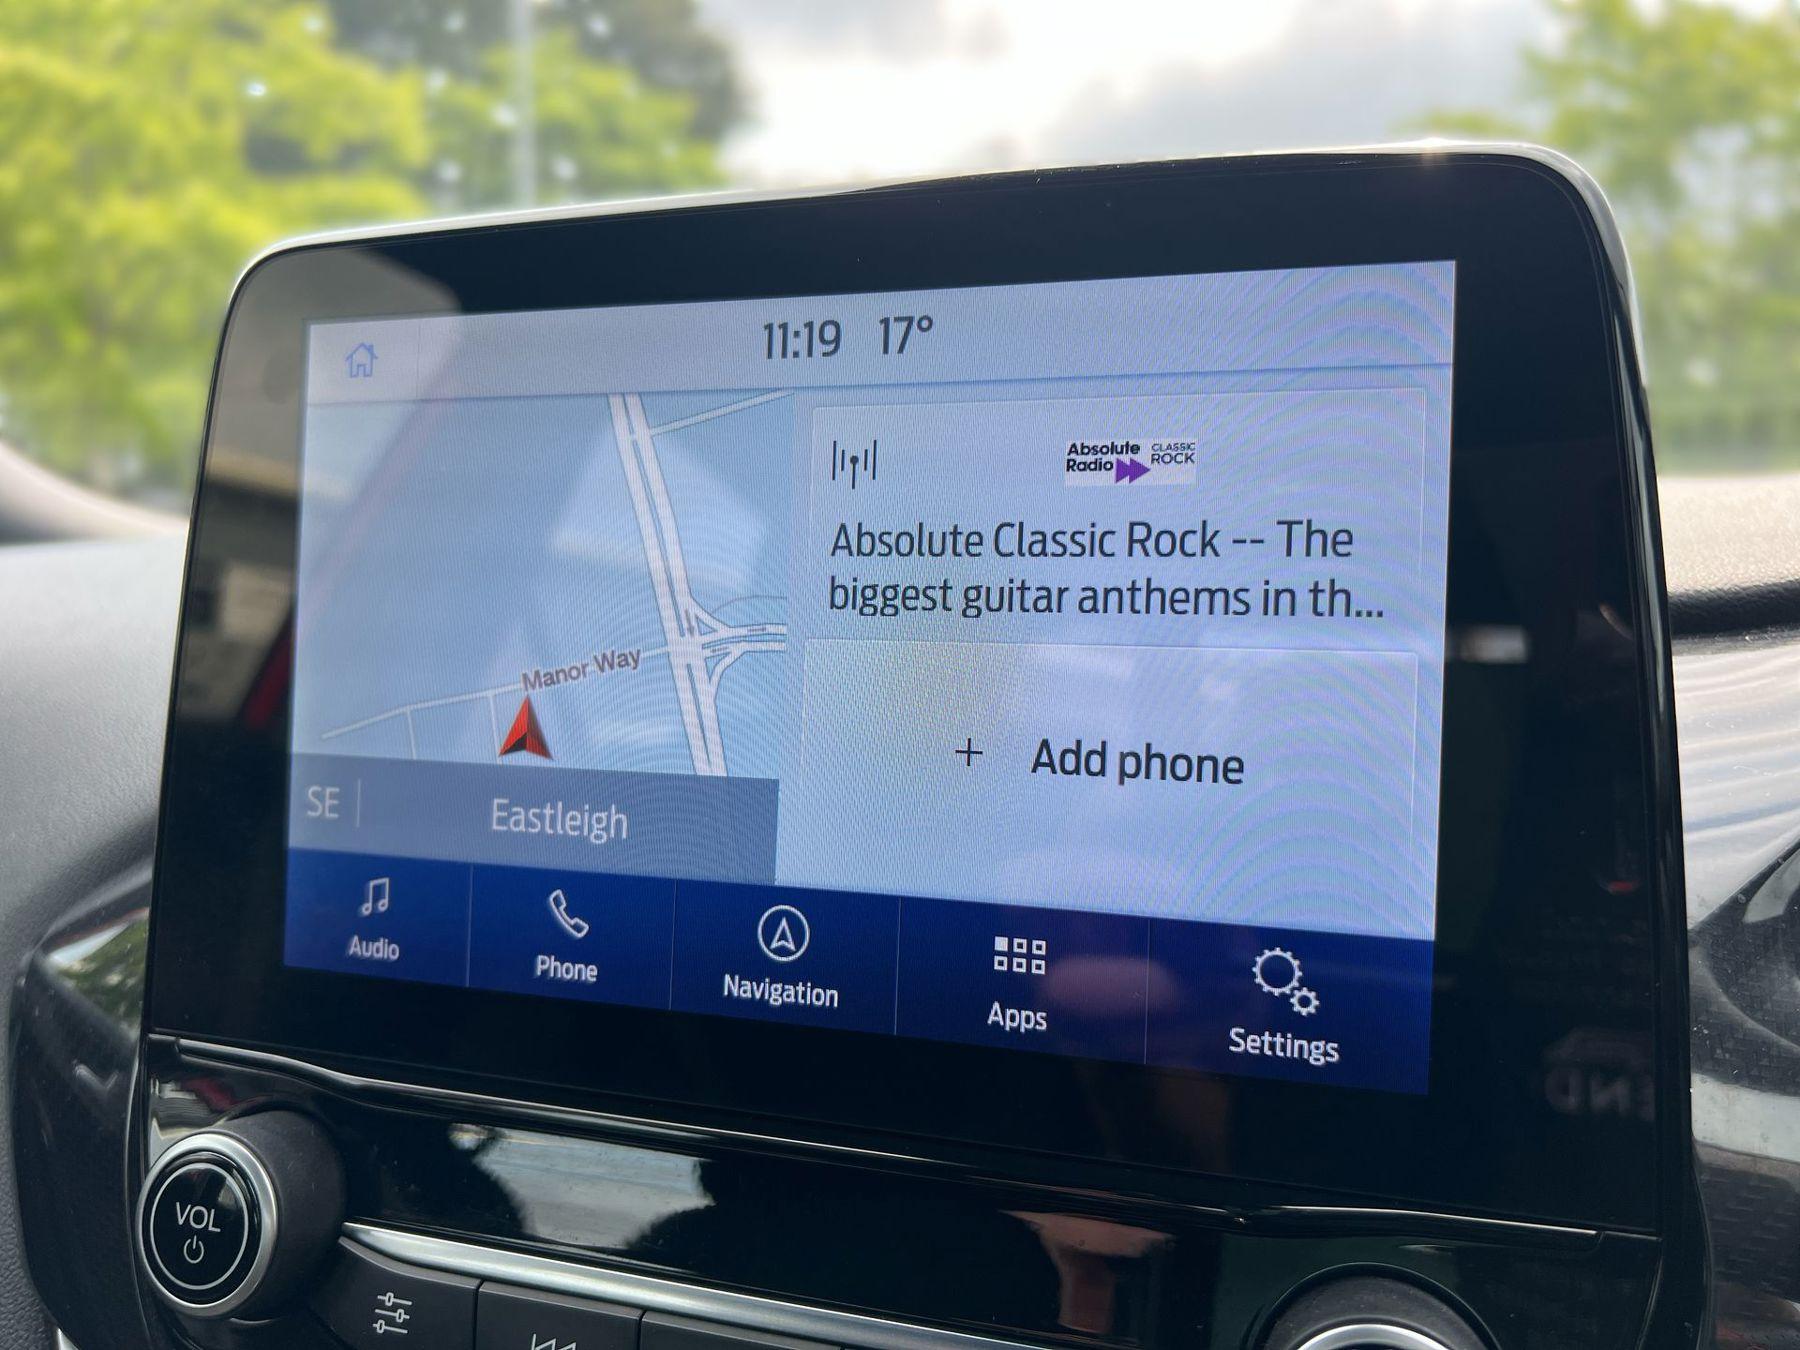 11:19 17°
Absolute Radio CLASSIC ROCK
Absolute Classic Rock -- The
biggest guitar anthems in th...
Manor Way
Add phone
SE Eastleigh
Audio
Phone
Navigation
Apps
Settings
VOL